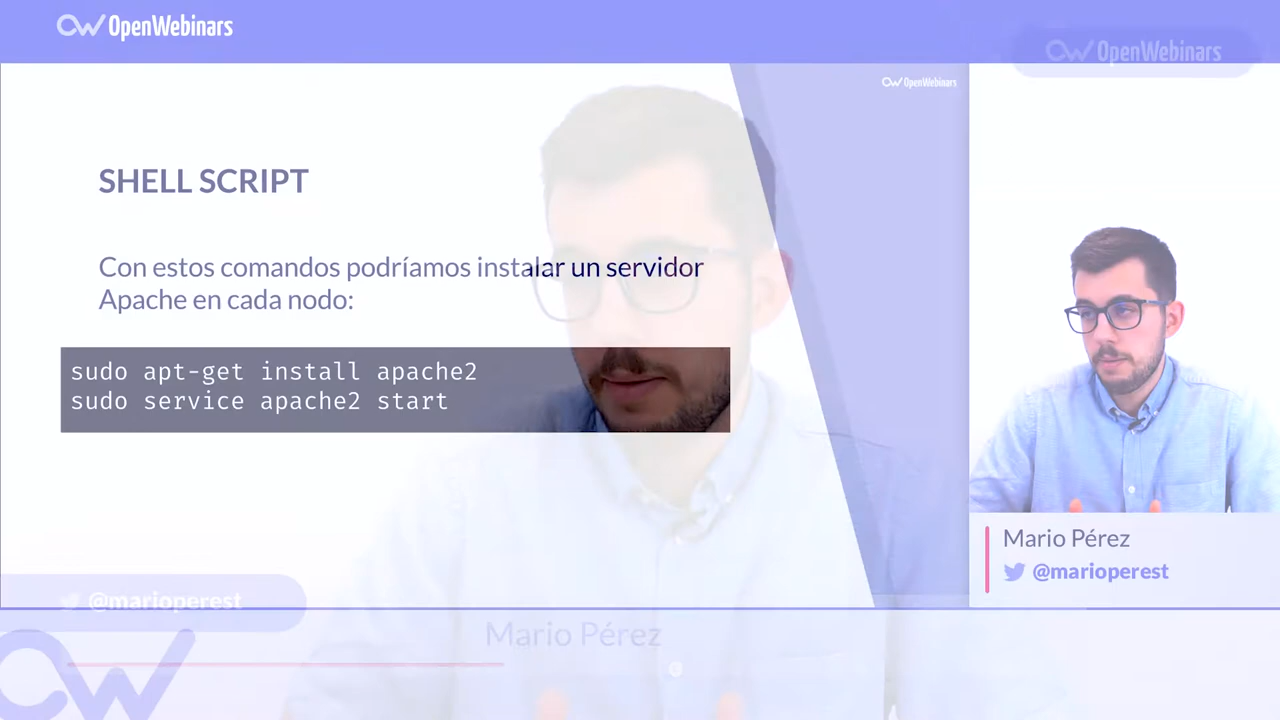 OpenWebinars
OpenWebinars
OpenWebinars
SHELL SCRIPT
Con estos comandos podríamos instalar un servidor
Apache en cada nodo:
sudo apt-get install apache2
sudo service apache2 start
Mario Pérez
@marioperest
@marioperest
Mario Pérez